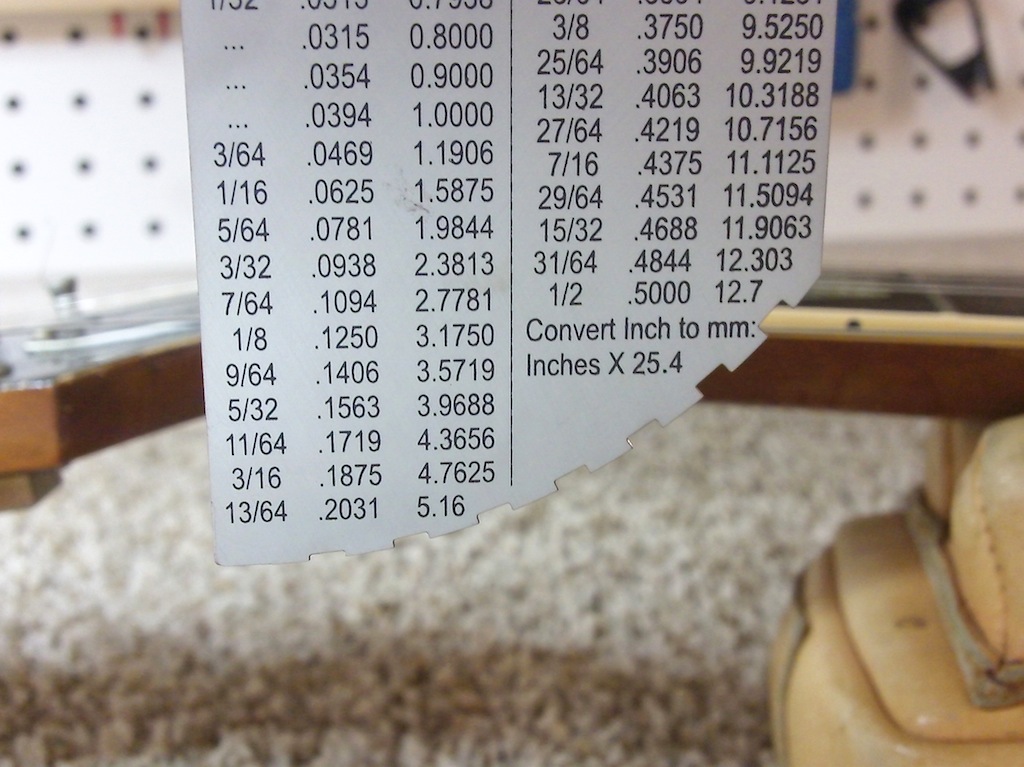 1/32 .0313 0.7938
... .0315 0.8000
... .0354 0.9000
... .0394 1.0000
3/64 .0469 1.1906
1/16 .0625 1.5875
5/64 .0781 1.9844
3/32 .0938 2.3813
7/64 .1094 2.7781
1/8 .1250 3.1750
9/64 .1406 3.5719
5/32 .1563 3.9688
11/64 .1719 4.3656
3/16 .1875 4.7625
13/64 .2031 5.16
3/8 .3750 9.5250
25/64 .3906 9.9219
13/32 .4063 10.3188
27/64 .4219 10.7156
7/16 .4375 11.1125
29/64 .4531 11.5094
15/32 .4688 11.9063
31/64 .4844 12.303
1/2 .5000 12.7
Convert Inch to mm:
Inches X 25.4